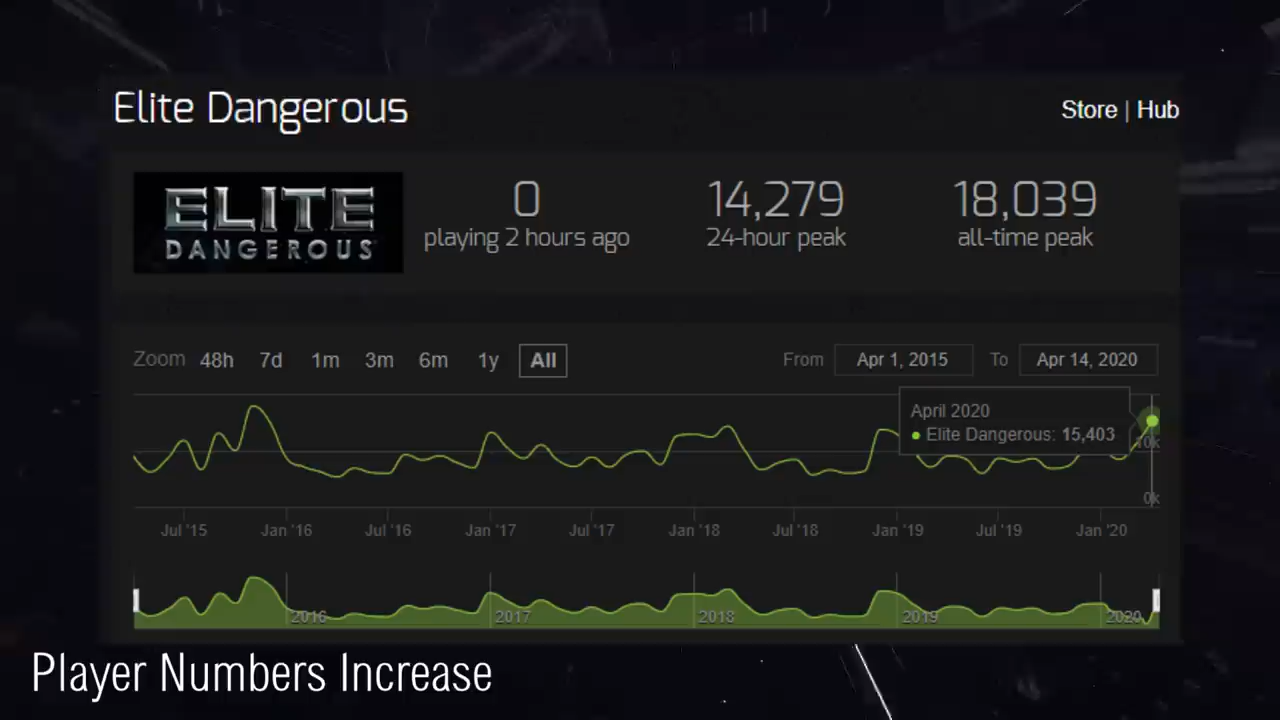 Elite Dangerous
Store | Hub
ELITE
DANGEROUS
0
playing 2 hours ago
14,279
24-hour peak
18,039
all-time peak
Zoom 48h 7d 1m 3m 6m 1y All
From Apr 1, 2015 To Apr 14, 2020
April 2020
Elite Dangerous: 15,403
10k
0k
Jul '15 Jan '16 Jul '16 Jan '17 Jul '17 Jan '18 Jul '18 Jan '19 Jul '19 Jan '20
2016 2017 2018 2019 2020
Player Numbers Increase